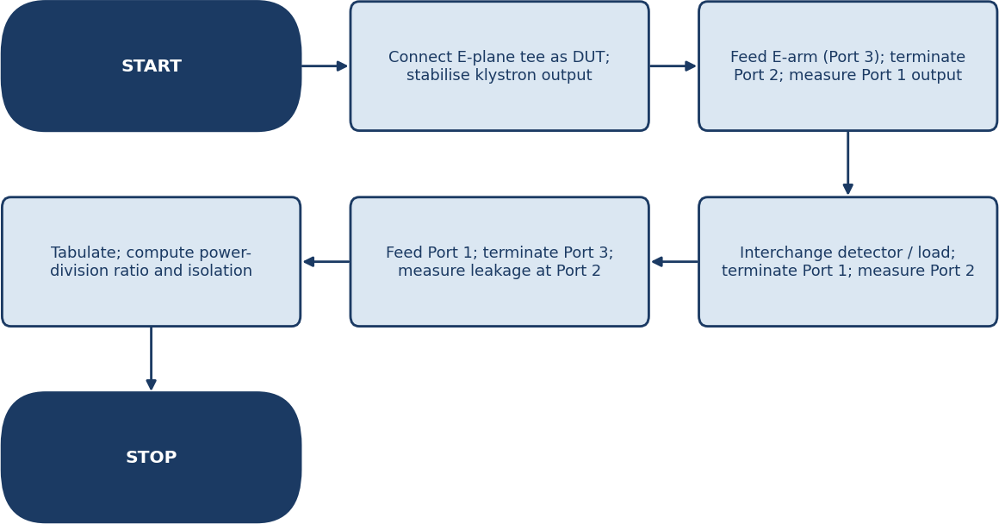 START
Connect E-plane tee as DUT;
stabilise klystron output
Feed E-arm (Port 3); terminate
Port 2; measure Port 1 output
Interchange detector / load;
terminate Port 1; measure Port 2
Feed Port 1; terminate Port 3;
measure leakage at Port 2
Tabulate; compute power-
division ratio and isolation
STOP